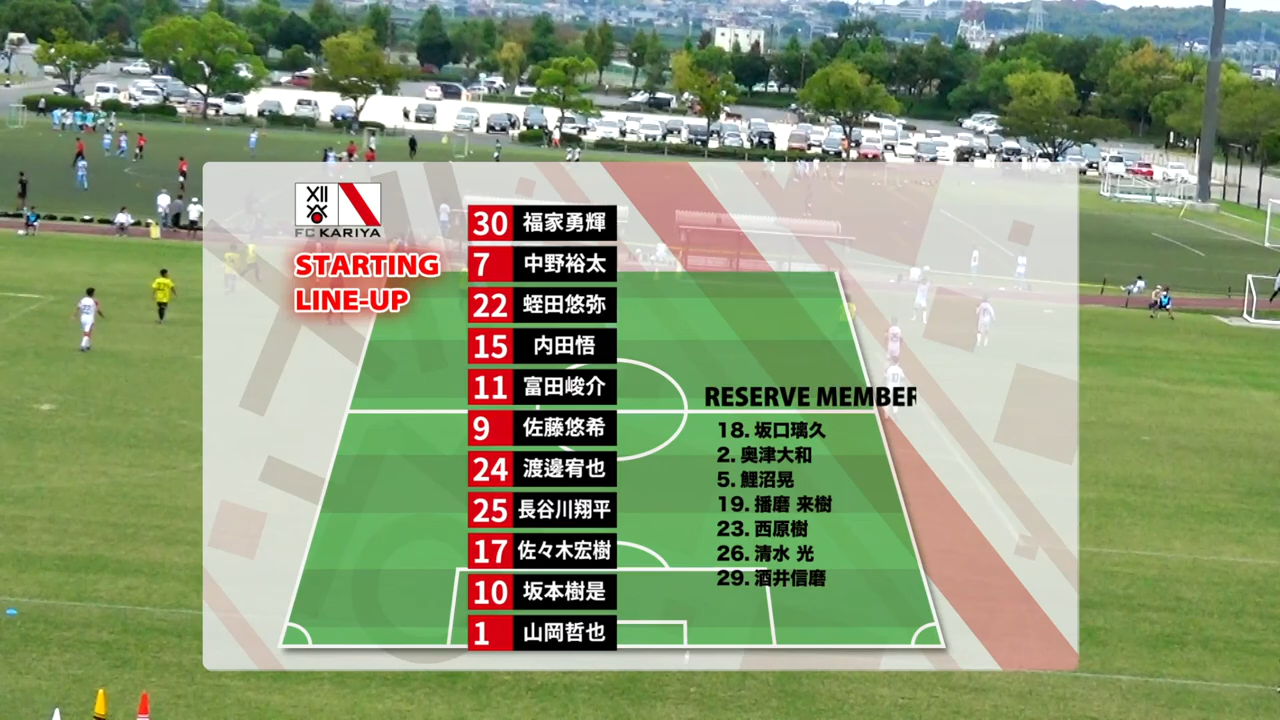 XII
FC KARIYA
STARTING
LINE-UP
30 福家勇輝
7 中野裕太
22 蛭田悠弥
15 内田悟
11 富田峻介
9 佐藤悠希
24 渡邊宥也
25 長谷川翔平
17 佐々木宏樹
10 坂本樹是
1 山岡哲也
RESERVE MEMBER
18. 坂口璃久
2. 奥津大和
5. 鯉沼晃
19. 播磨 来樹
23. 西原樹
26. 清水 光
29. 酒井信磨